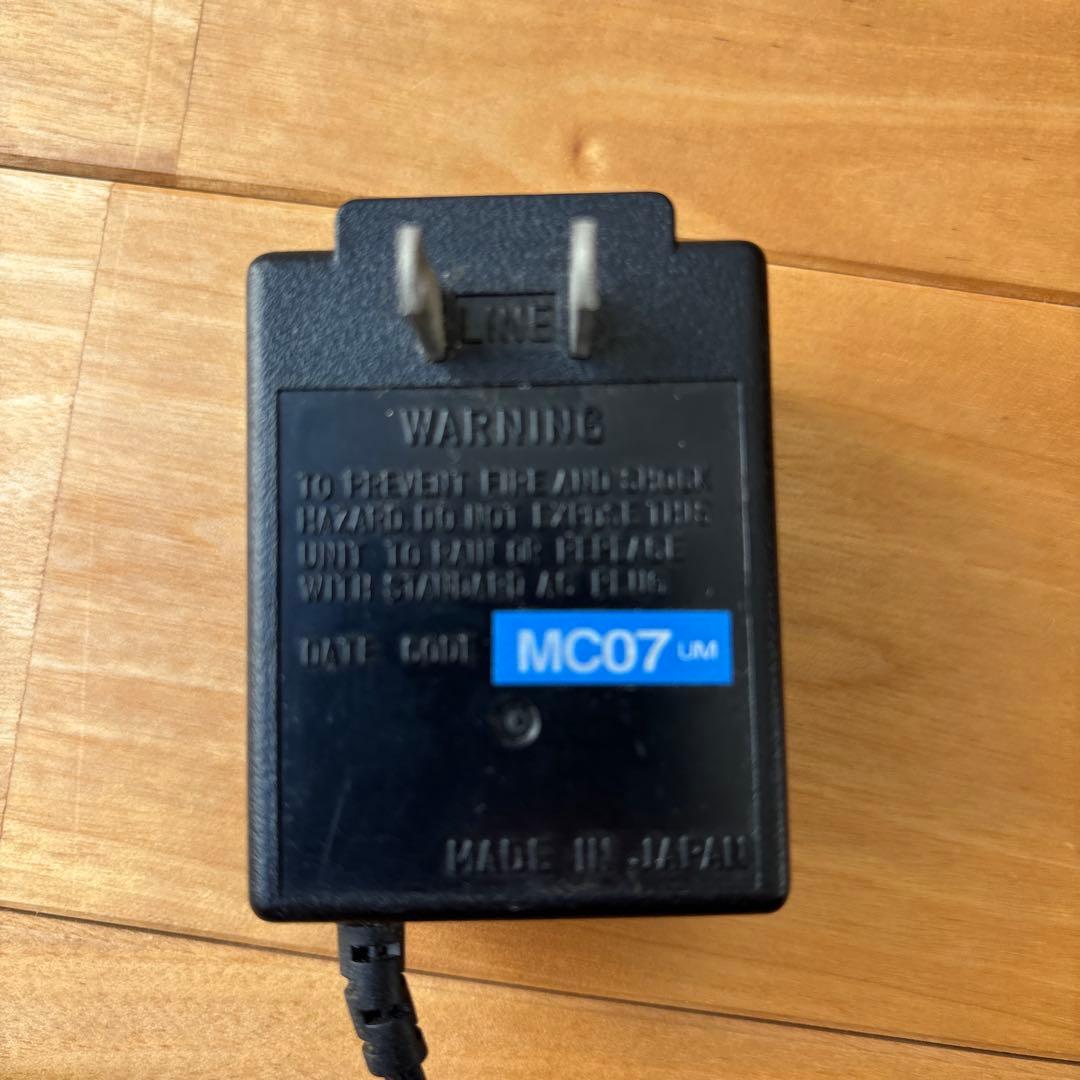 LINE
WARNING
TO PREVENT FIRE AND SHOCK
HAZARD. DO NOT EXPOSE THIS
UNIT TO RAIN OR REPLACE
WITH STANDARD AC PLUG.
DATE CODE MC07 UM
MADE IN JAPAN